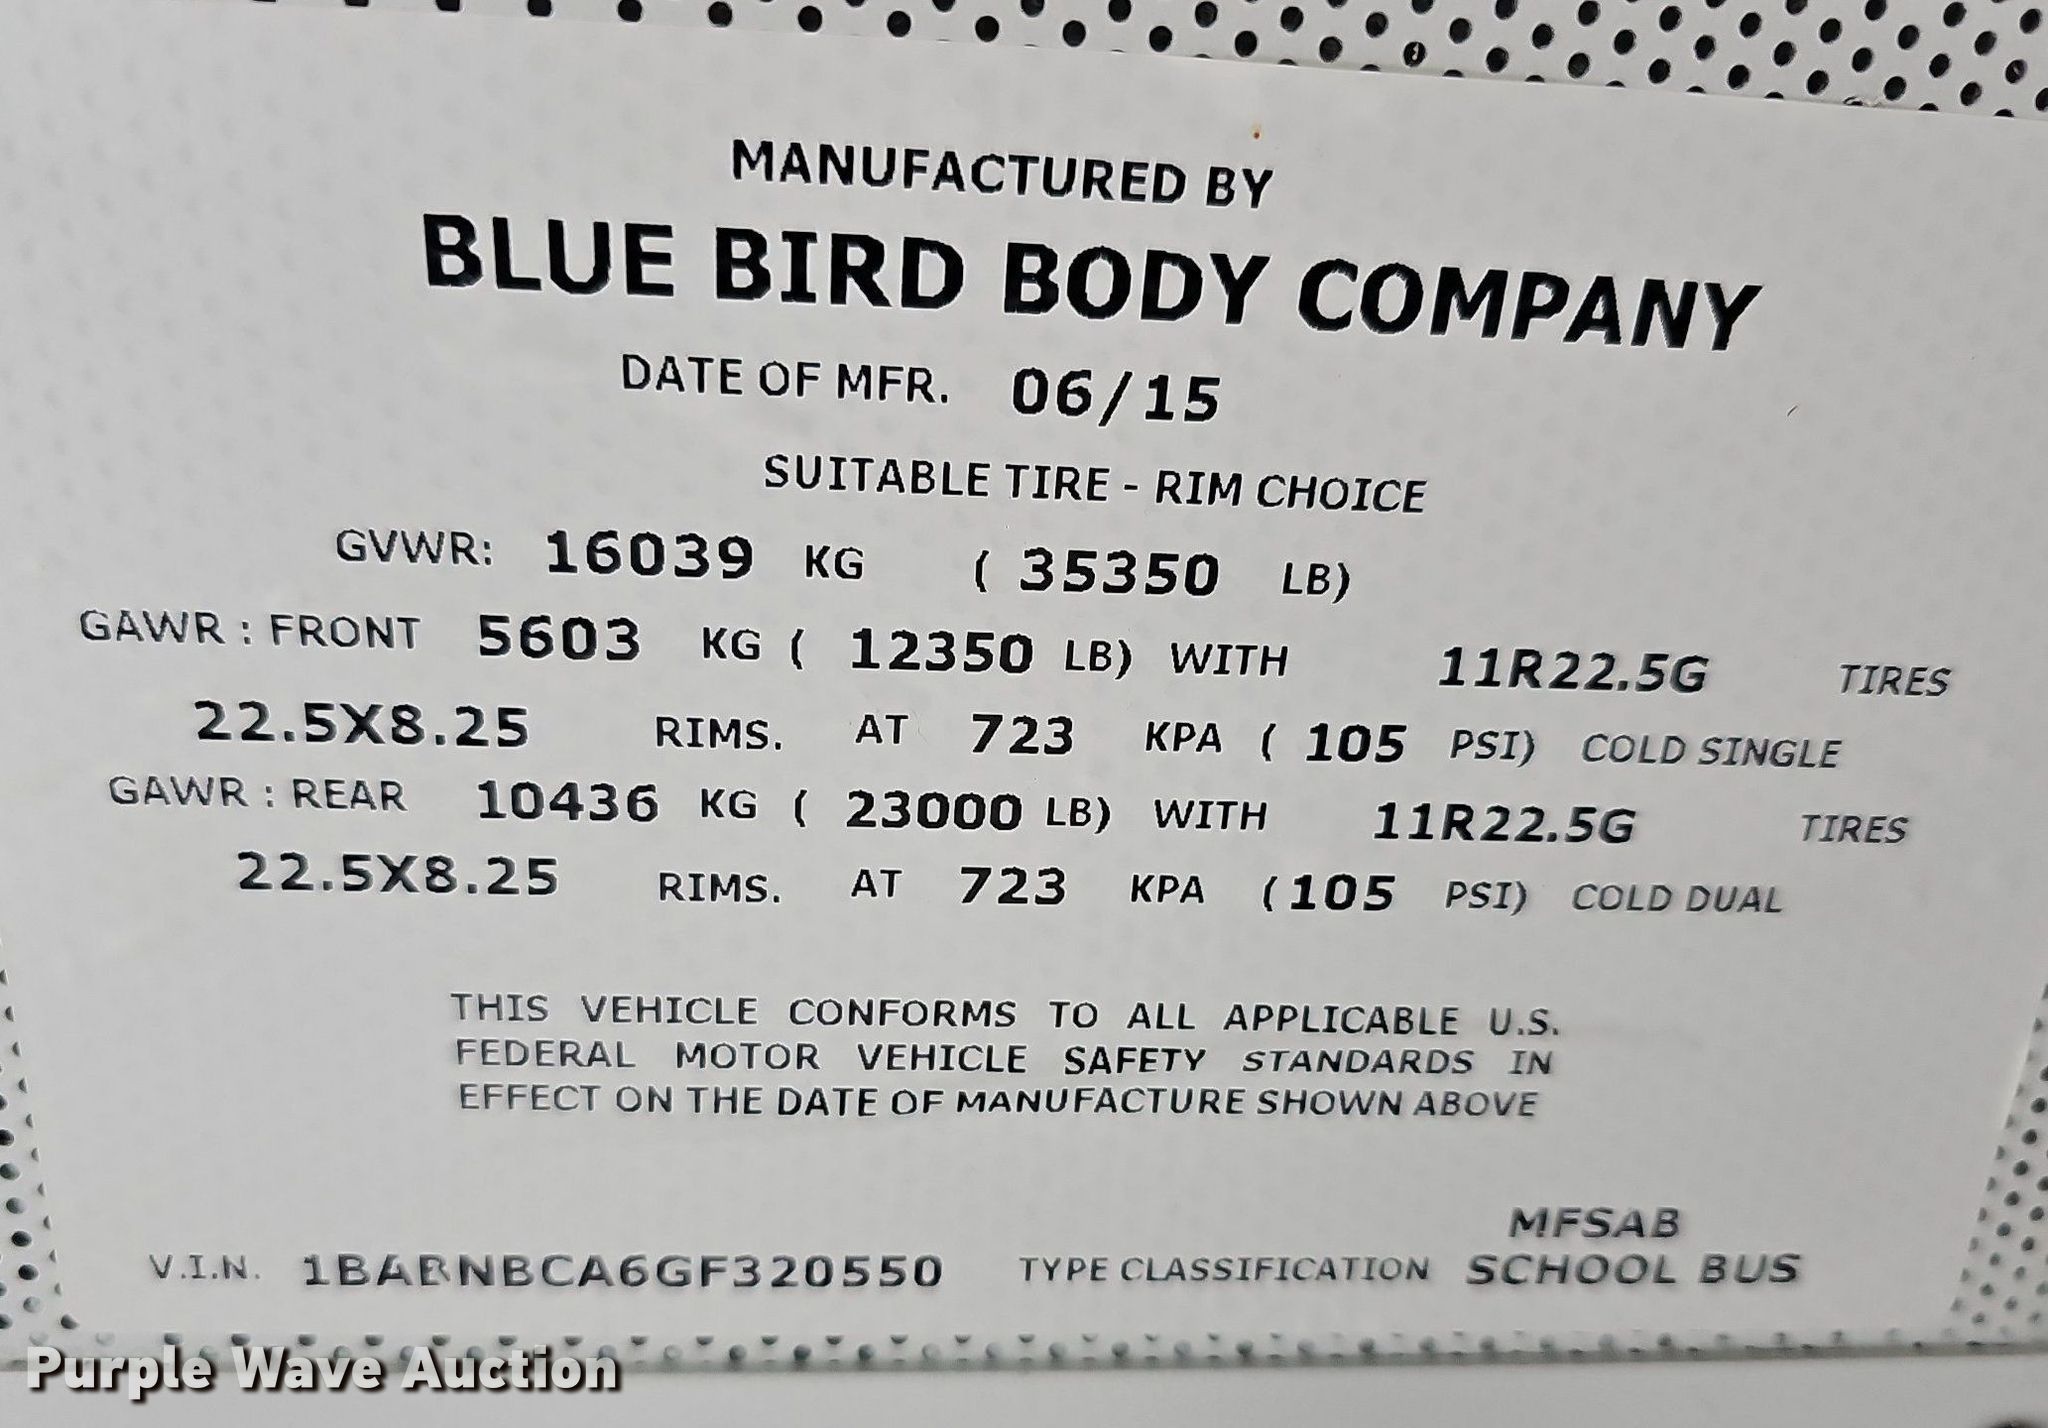 MANUFACTURED BY
BLUE BIRD BODY COMPANY
DATE OF MFR. 06/15
SUITABLE TIRE - RIM CHOICE
GVWR: 16039 KG ( 35350 LB)
GAWR : FRONT 5603 KG ( 12350 LB) WITH 11R22.5G TIRES
22.5X8.25 RIMS. AT 723 KPA ( 105 PSI) COLD SINGLE
GAWR : REAR 10436 KG ( 23000 LB) WITH 11R22.5G TIRES
22.5X8.25 RIMS. AT 723 KPA (105 PSI) COLD DUAL
THIS VEHICLE CONFORMS TO ALL APPLICABLE U.S.
FEDERAL MOTOR VEHICLE SAFETY STANDARDS IN
EFFECT ON THE DATE OF MANUFACTURE SHOWN ABOVE
MFSAB
V.I.N. 1BABNBCA6GF320550 TYPE CLASSIFICATION SCHOOL BUS
Purple Wave Auction